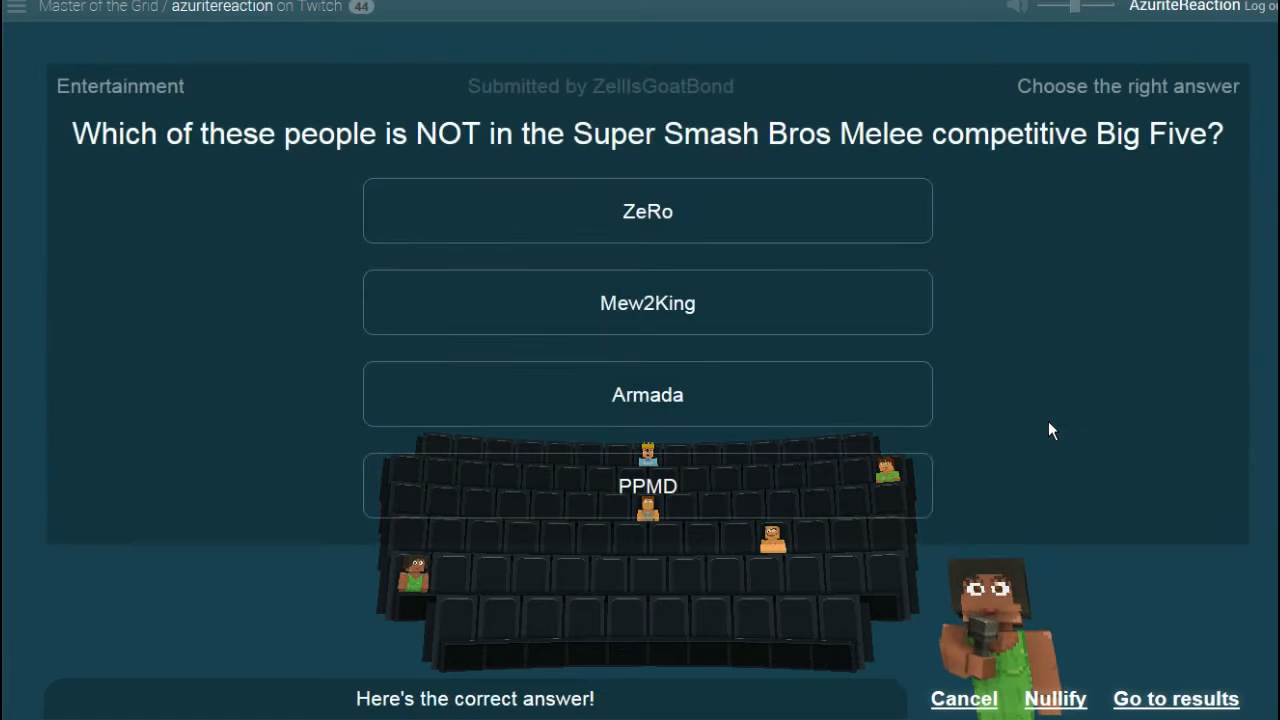 Master of the Grid / azuritereaction on Twitch 44
AzuriteReaction Log
Entertainment
Submitted by ZellIsGoatBond
Choose the right answer
Which of these people is NOT in the Super Smash Bros Melee competitive Big Five?
ZeRo
Mew2King
Armada
PPMD
Here's the correct answer!
Cancel Nullify Go to results